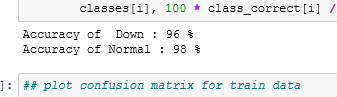 classes[i], 100 * class_correct[i] /
Accuracy of  Down : 96 %
Accuracy of Normal : 98 %
]: ## plot confusion matrix for train data